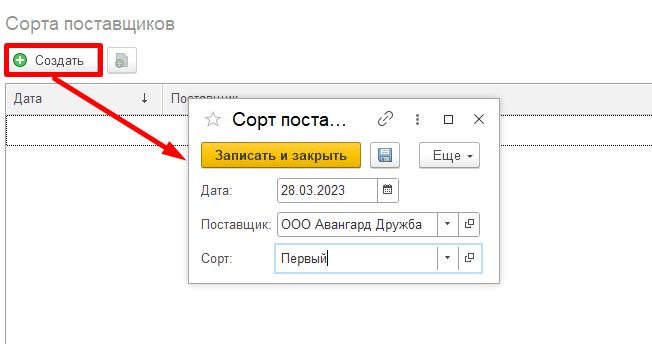 Сорта поставщиков
Создать
Дата ↓ Поставщик
Сорт поста...
Записать и закрыть Еще
Дата: 28.03.2023
Поставщик: ООО Авангард Дружба
Сорт: Первый